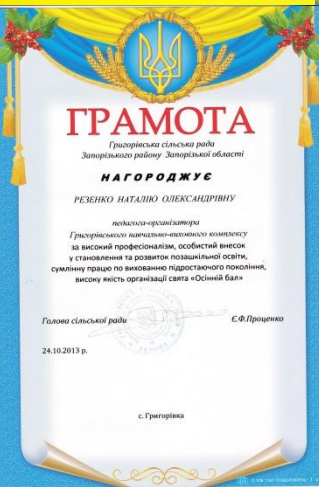 ГРАМОТА
Григорівська сільська рада
Запорізького району Запорізької області
НАГОРОДЖУЄ
РЕЗЕНКО НАТАЛІЮ ОЛЕКСАНДРІВНУ
педагога-організатора
Григорівського навчально-виховного комплексу
за високий професіоналізм, особистий внесок
у становлення та розвиток позашкільної освіти,
сумлінну працю по вихованню підростаючого покоління,
високу якість організації свята «Осінній бал»
Голова сільської ради Є.Ф.Проценко
24.10.2013 р.
с. Григорівка